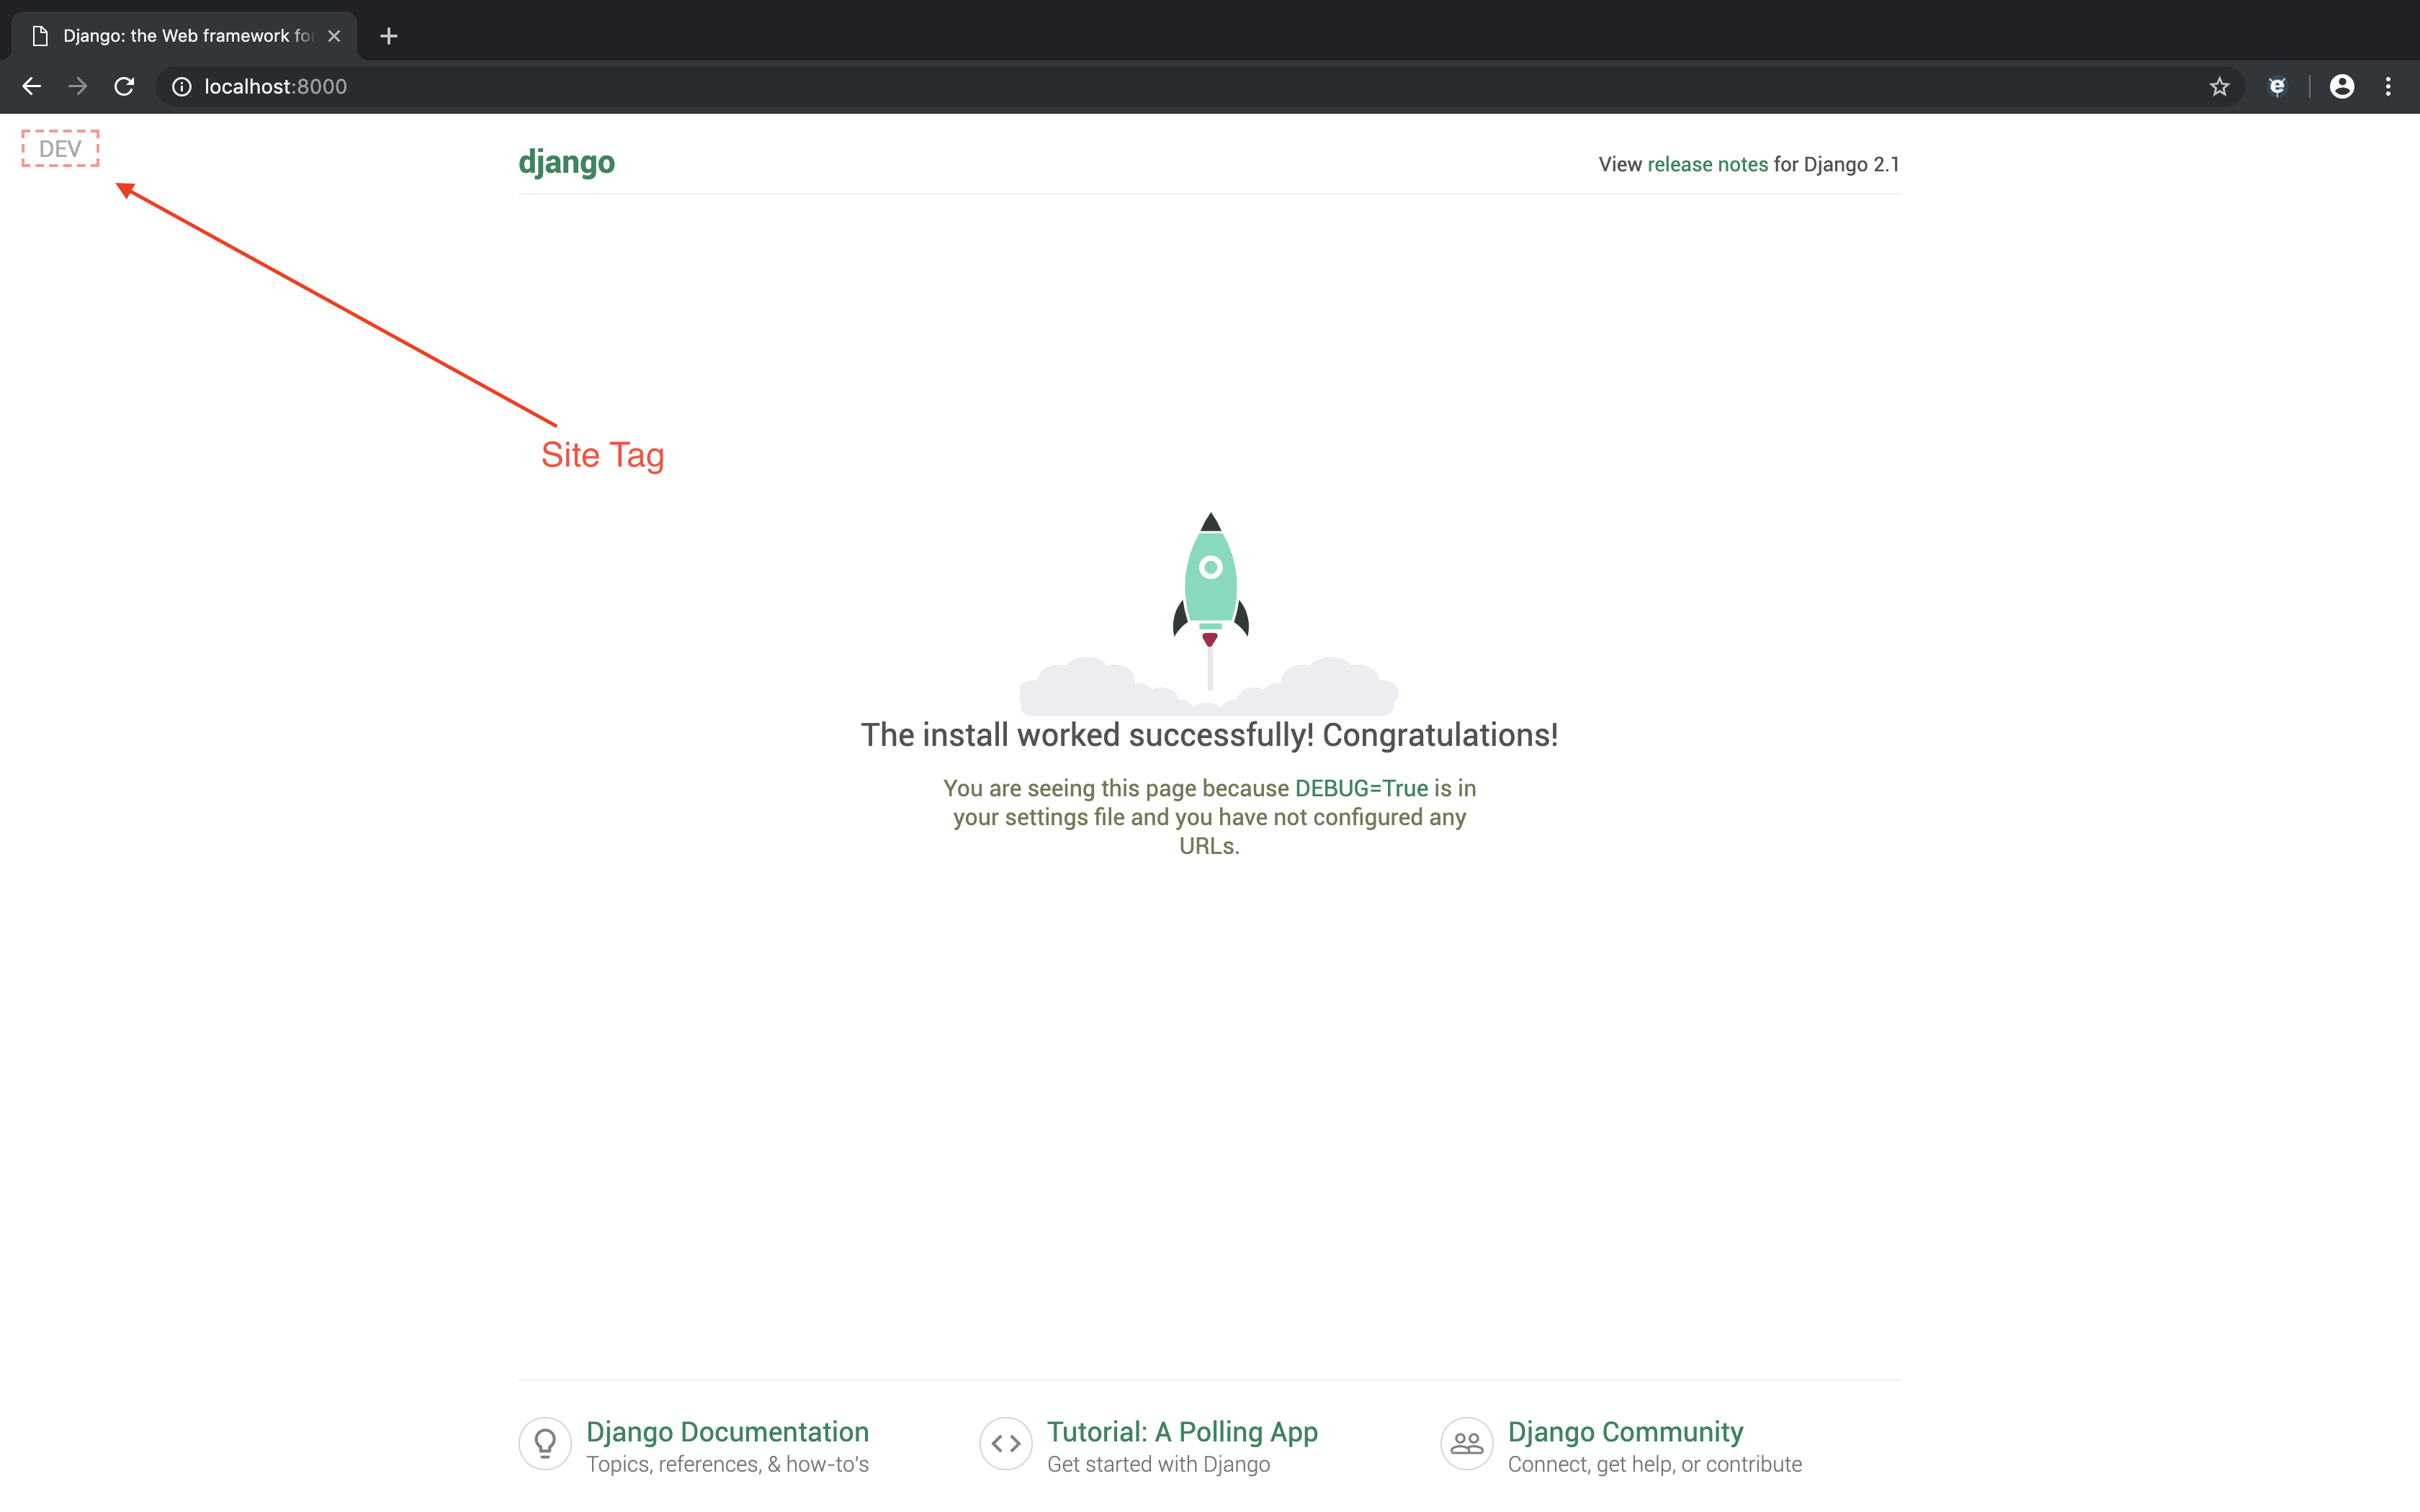 Django: the Web framework for
localhost:8000
DEV
django
View release notes for Django 2.1
Site Tag
The install worked successfully! Congratulations!
You are seeing this page because DEBUG=True is in
your settings file and you have not configured any
URLs.
Django Documentation
Topics, references, & how-to's
Tutorial: A Polling App
Get started with Django
Django Community
Connect, get help, or contribute